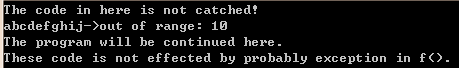 The code in here is not catched!
abcdefghij->out of range: 10
The program will be continued here.
These code is not effected by probably exception in f().